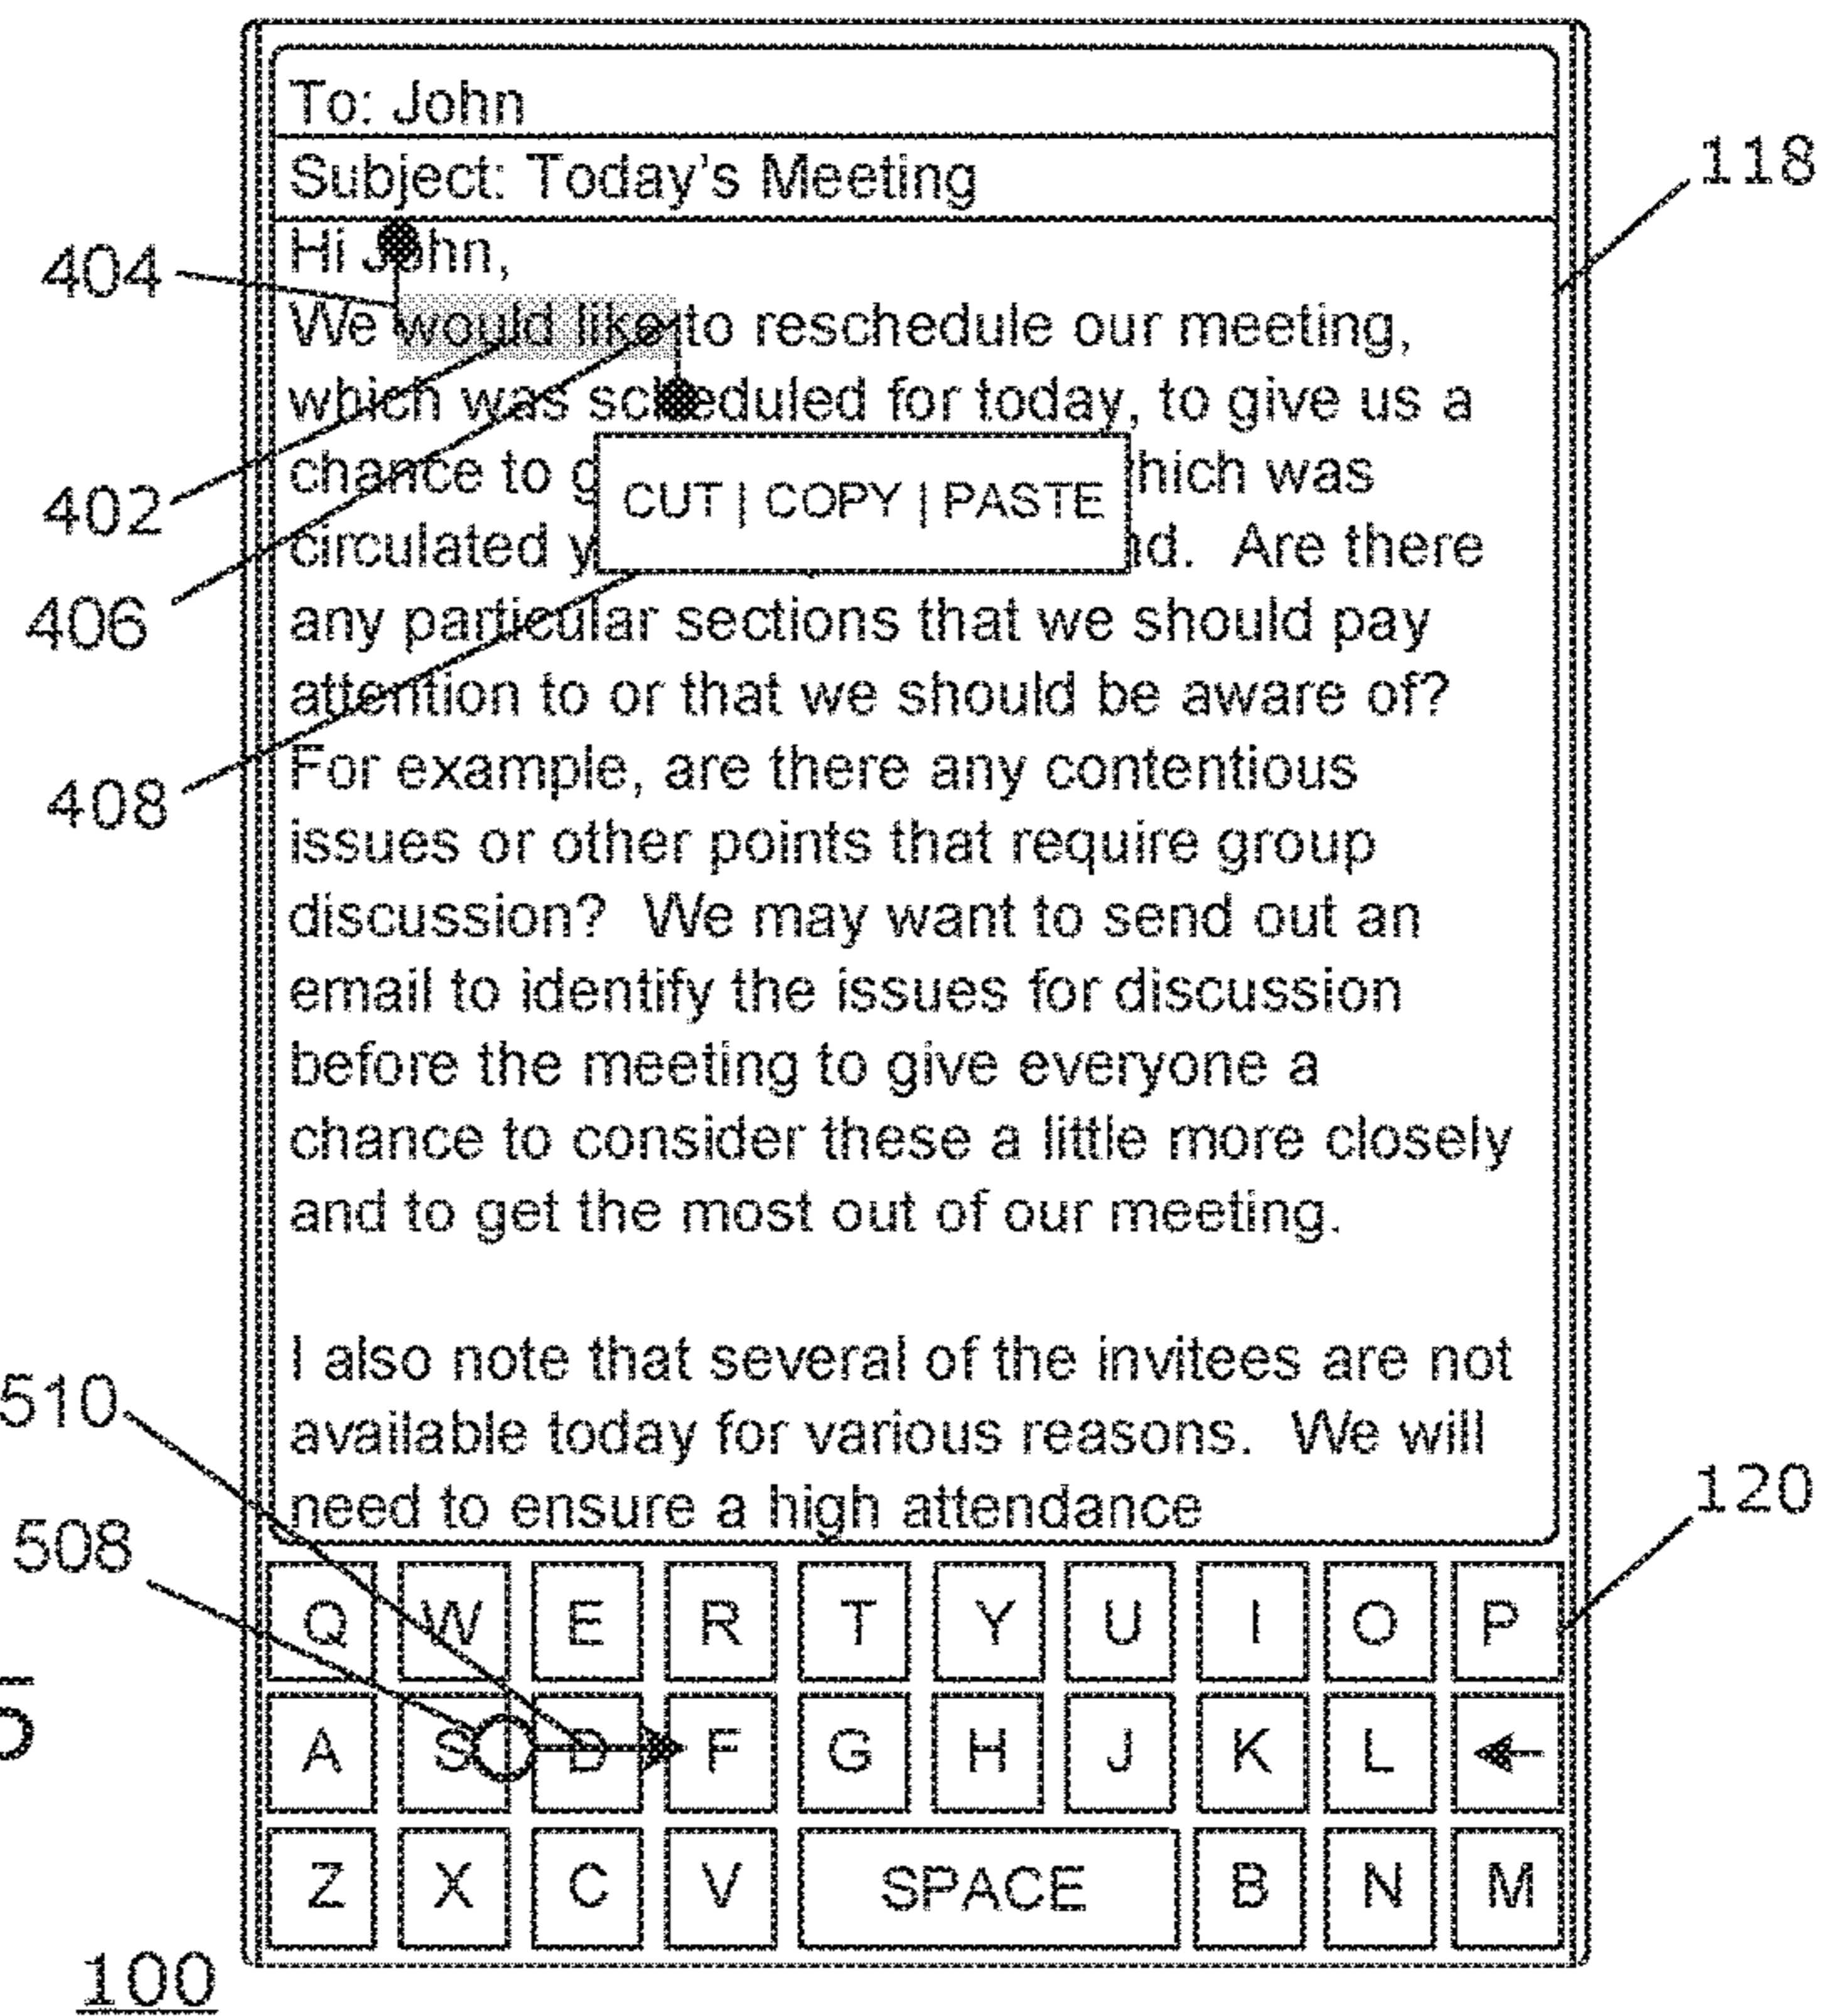 To: John
Subject: Today's Meeting
118
Hi John,
404
We would like to reschedule our meeting,
which was scheduled for today, to give us a
chance to g hich was
402
CUT | COPY | PASTE
circulated y nd. Are there
406
any particular sections that we should pay
attention to or that we should be aware of?
For example, are there any contentious
408
issues or other points that require group
discussion? We may want to send out an
email to identify the issues for discussion
before the meeting to give everyone a
chance to consider these a little more closely
and to get the most out of our meeting.
I also note that several of the invitees are not
510
available today for various reasons. We will
120
need to ensure a high attendance
508
Q W E R T Y U I O P
5
A S D F G H J K L ←
Z X C V SPACE B N M
100